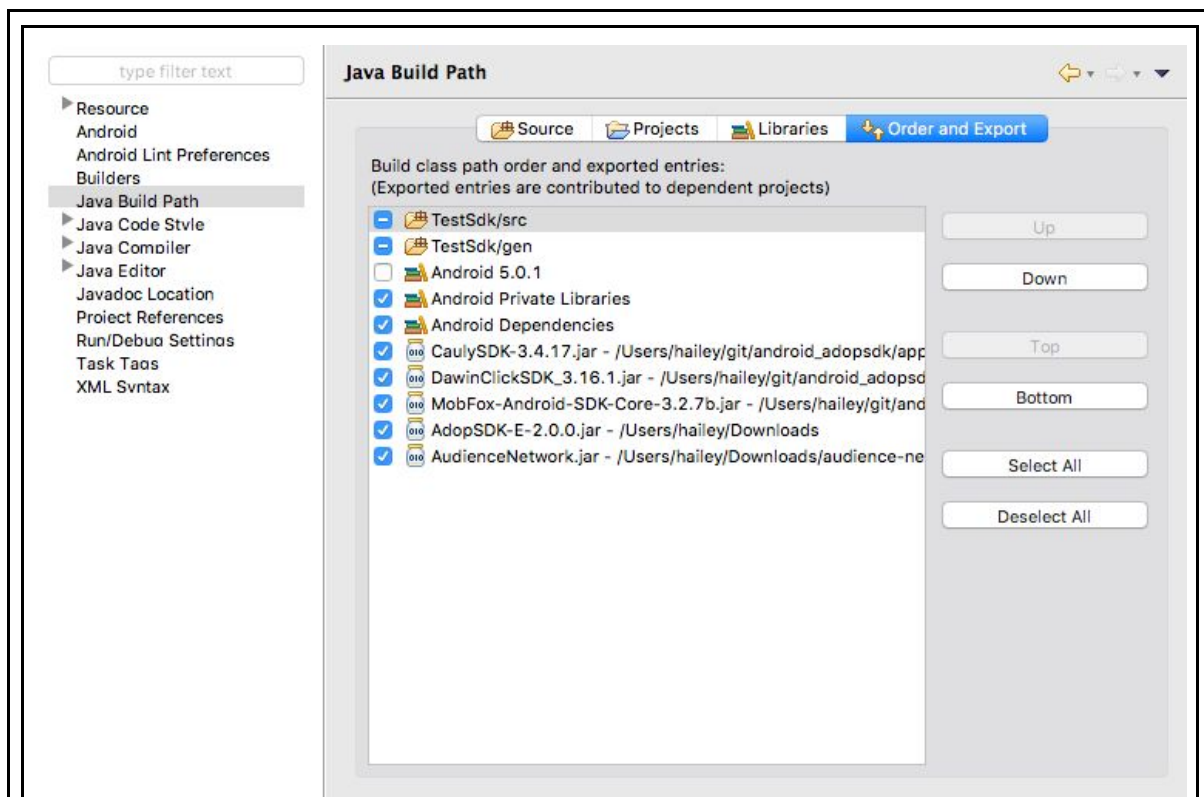 type filter text
Resource
Android
Android Lint Preferences
Builders
Java Build Path
Java Code Style
Java Compiler
Java Editor
Javadoc Location
Project References
Run/Debug Settings
Task Tags
XML Syntax
Java Build Path
Source
Projects
Libraries
Order and Export
Build class path order and exported entries:
(Exported entries are contributed to dependent projects)
TestSdk/src
TestSdk/gen
Android 5.0.1
Android Private Libraries
Android Dependencies
CaulySDK-3.4.17.jar - /Users/hailey/git/android_adopsdk/app
DawinClickSDK_3.16.1.jar - /Users/hailey/git/android_adopsd
MobFox-Android-SDK-Core-3.2.7b.jar - /Users/hailey/git/and
AdopSDK-E-2.0.0.jar - /Users/hailey/Downloads
AudienceNetwork.jar - /Users/hailey/Downloads/audience-ne
Up
Down
Top
Bottom
Select All
Deselect All